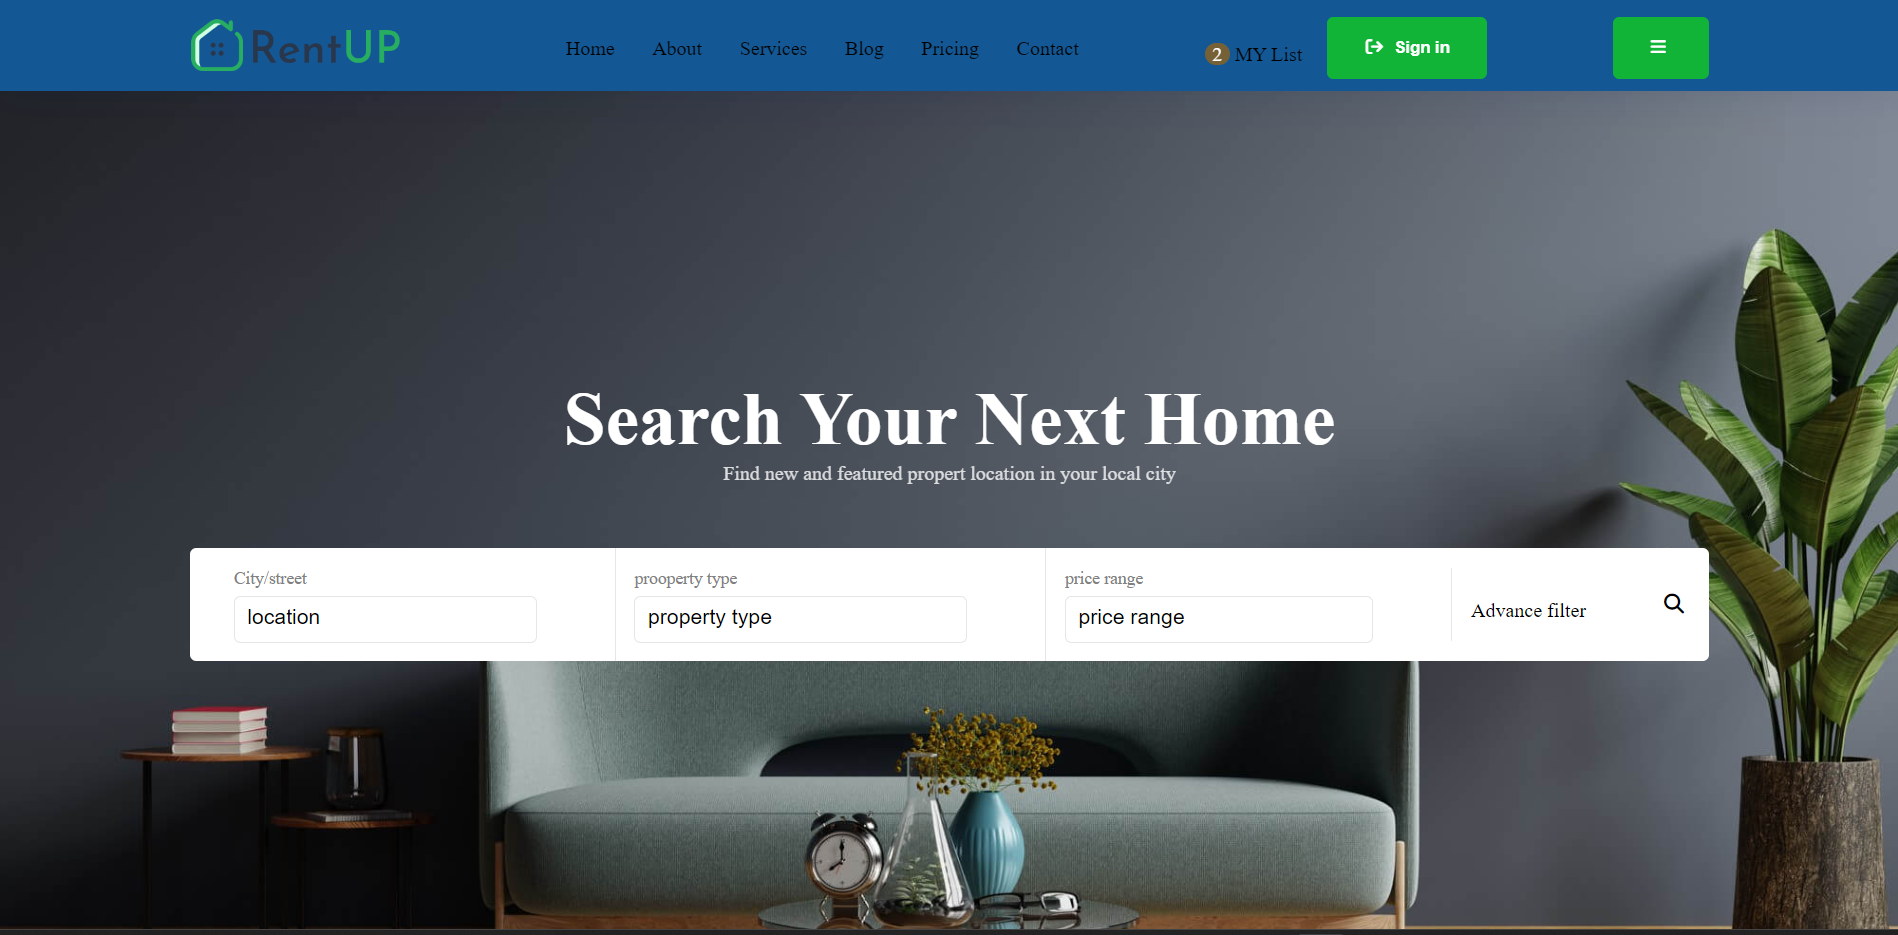 RentUP
Home About Services Blog Pricing Contact
2 MY List
Sign in
Search Your Next Home
Find new and featured propert location in your local city
City/street
location
prooperty type
property type
price range
price range
Advance filter